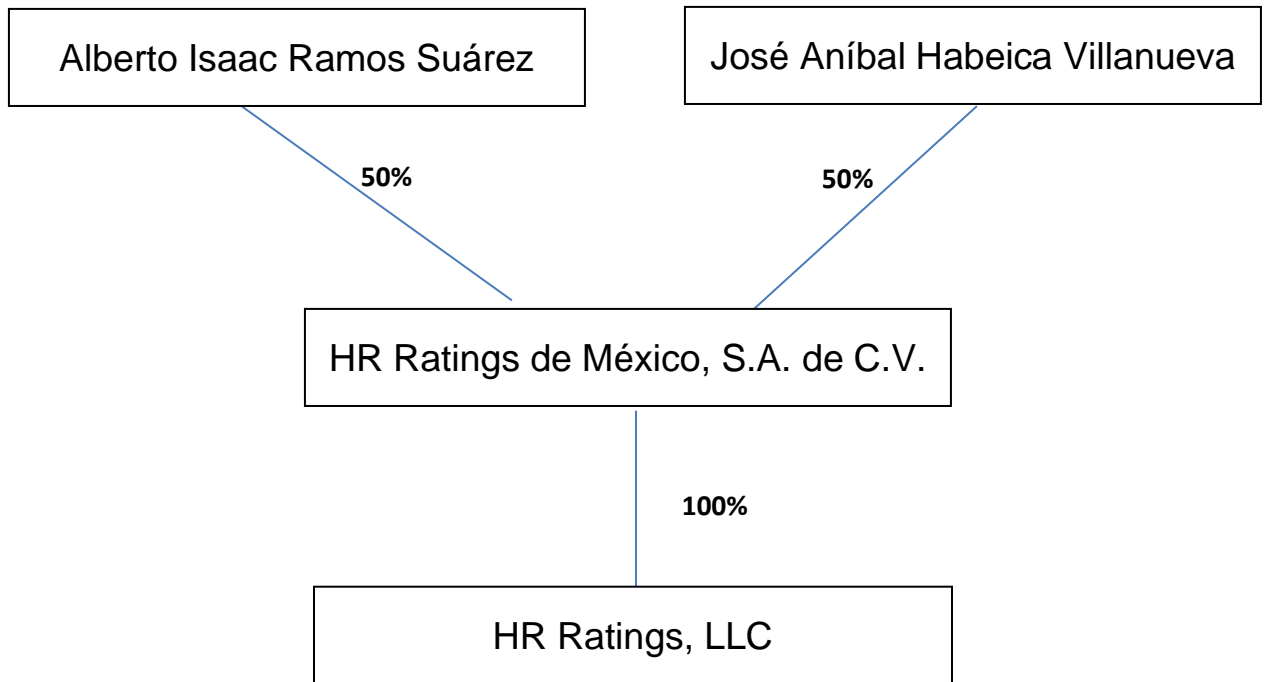 Alberto Isaac Ramos Suárez
José Aníbal Habeica Villanueva
50%
50%
HR Ratings de México, S.A. de C.V.
100%
HR Ratings, LLC